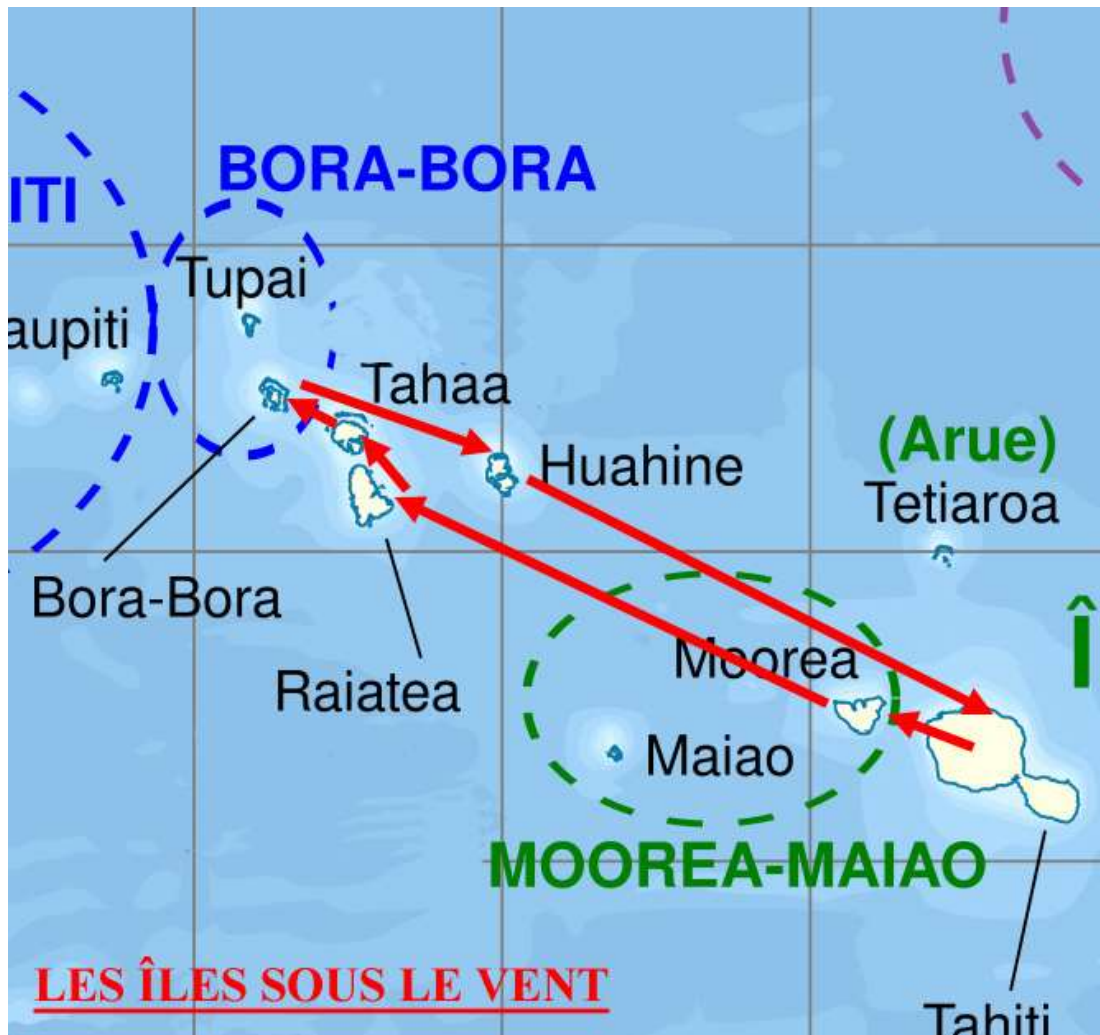 BORA-BORA
ITI
Tupai
aupiti
Tahaa
(Arue)
Huahine
Tetiaroa
Bora-Bora
Î
Moorea
Raiatea
Maiao
MOOREA-MAIAO
LES ÎLES SOUS LE VENT
Tahiti